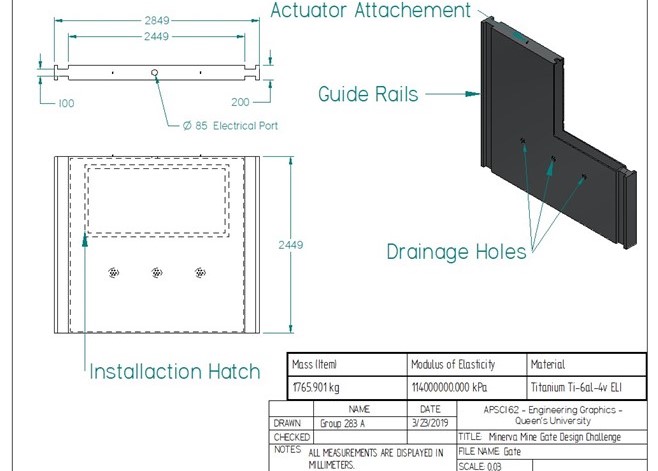 Actuator Attachement
2849
2449
Guide Rails
100
200
Ø 85 Electrical Port
2449
Drainage Holes
Installaction Hatch
Mass (Item) Modulus of Elasticity Material
1765.901 kg 114000000.000 kPa Titanium Ti-6al-4v ELI
NAME DATE APSC162 - Engineering Graphics -
DRAWN Group 283 A 3/23/2019 Queen's University
CHECKED TITLE: Minerva Mine Gate Design Challenge
NOTES ALL MEASUREMENTS ARE DISPLAYED IN FILE NAME: Gate
MILLIMETERS. SCALE: 0.03